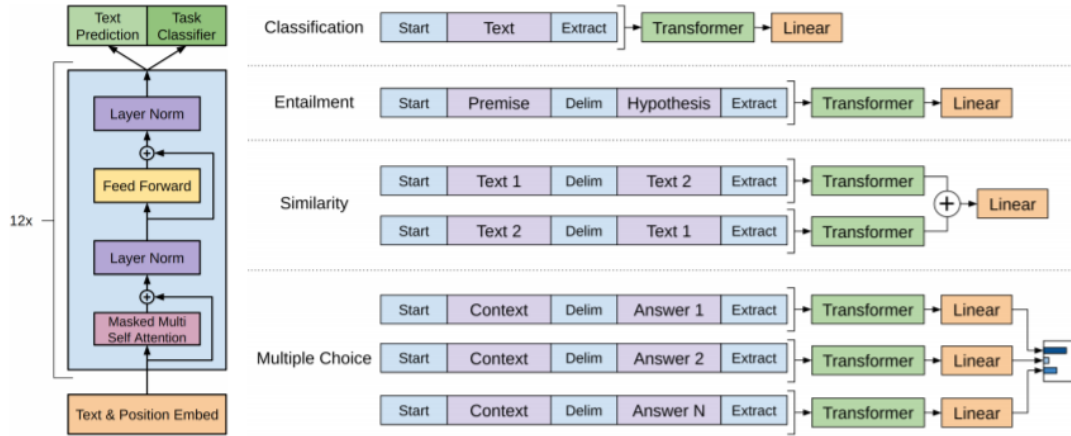 Text
Prediction
Task
Classifier
Layer Norm
Feed Forward
12x
Layer Norm
Masked Multi
Self Attention
Text & Position Embed
Classification
Start Text Extract Transformer Linear
Entailment
Start Premise Delim Hypothesis Extract Transformer Linear
Similarity
Start Text 1 Delim Text 2 Extract Transformer
Linear
Start Text 2 Delim Text 1 Extract Transformer
Multiple Choice
Start Context Delim Answer 1 Extract Transformer Linear
Start Context Delim Answer 2 Extract Transformer Linear
Start Context Delim Answer N Extract Transformer Linear